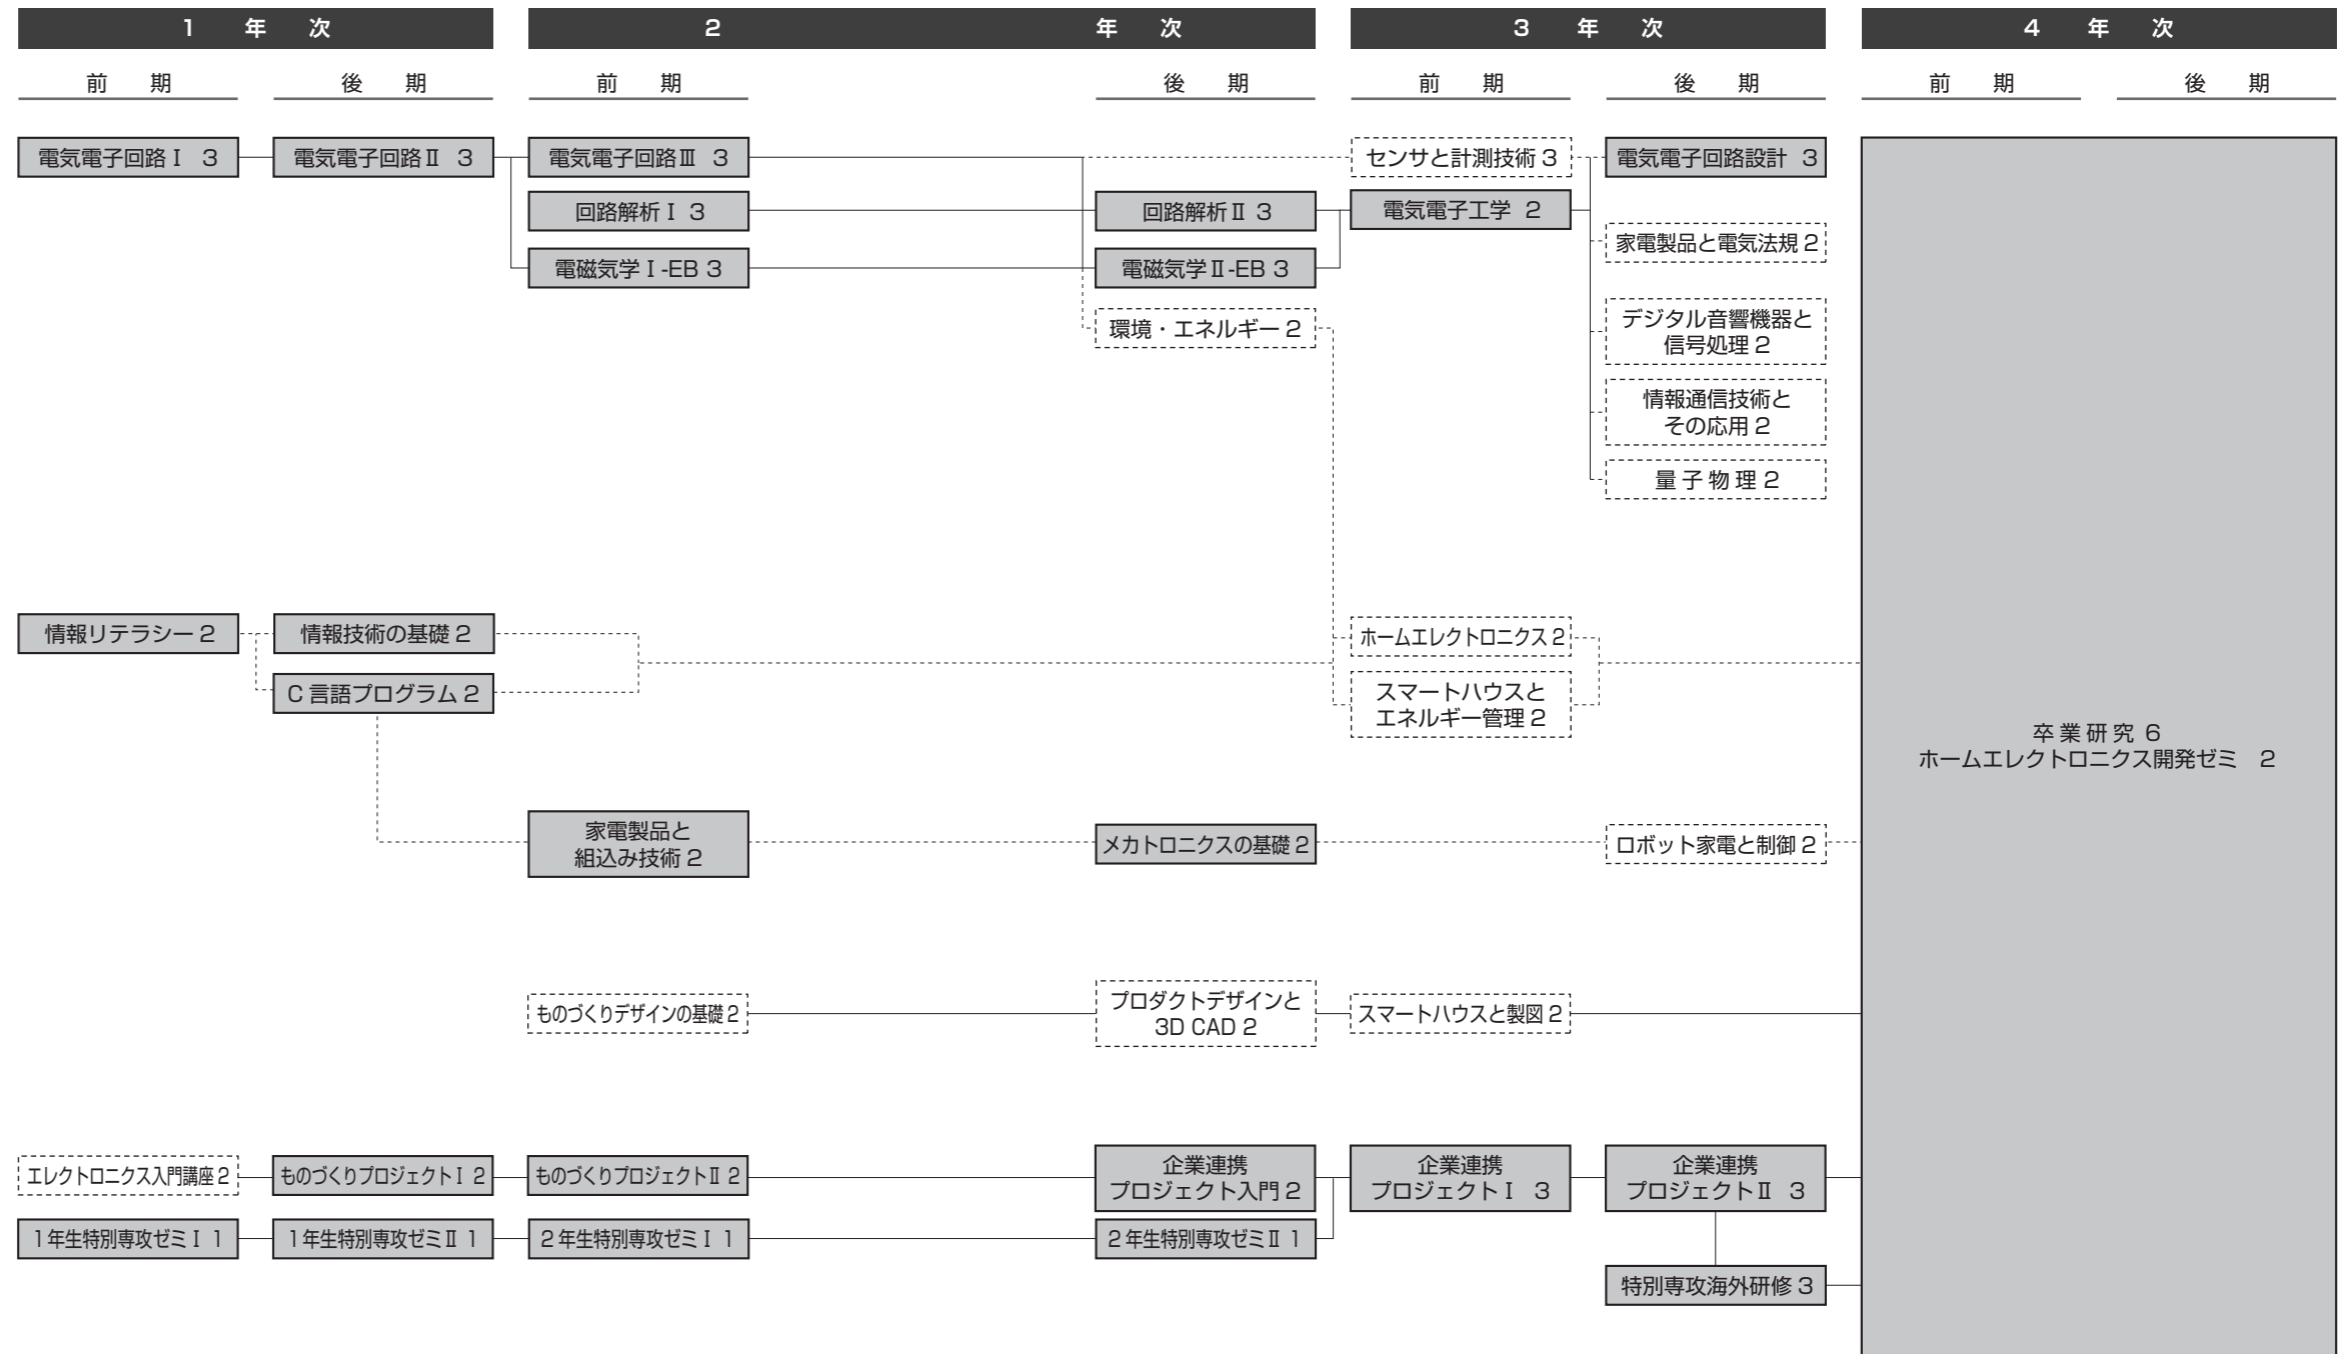 1 年 次
2 年 次
3 年 次
4 年 次
前 期
後 期
前 期
後 期
前 期
後 期
前 期
後 期
電気電子回路Ⅰ 3
電気電子回路Ⅱ 3
電気電子回路Ⅲ 3
センサと計測技術 3
電気電子回路設計 3
回路解析Ⅰ 3
回路解析Ⅱ 3
電気電子工学 2
家電製品と電気法規 2
電磁気学Ⅰ-EB 3
電磁気学Ⅱ-EB 3
環境・エネルギー 2
デジタル音響機器と
信号処理 2
情報通信技術と
その応用 2
量子物理 2
情報リテラシー 2
情報技術の基礎 2
ホームエレクトロニクス 2
C 言語プログラム 2
スマートハウスと
エネルギー管理 2
卒業研究 6
ホームエレクトロニクス開発ゼミ 2
家電製品と
組込み技術 2
メカトロニクスの基礎 2
ロボット家電と制御 2
ものづくりデザインの基礎 2
プロダクトデザインと
3D CAD 2
スマートハウスと製図 2
エレクトロニクス入門講座 2
ものづくりプロジェクトⅠ 2
ものづくりプロジェクトⅡ 2
企業連携
プロジェクト入門 2
企業連携
プロジェクトⅠ 3
企業連携
プロジェクトⅡ 3
1年生特別専攻ゼミⅠ 1
1年生特別専攻ゼミⅡ 1
2年生特別専攻ゼミⅠ 1
2年生特別専攻ゼミⅡ 1
特別専攻海外研修 3